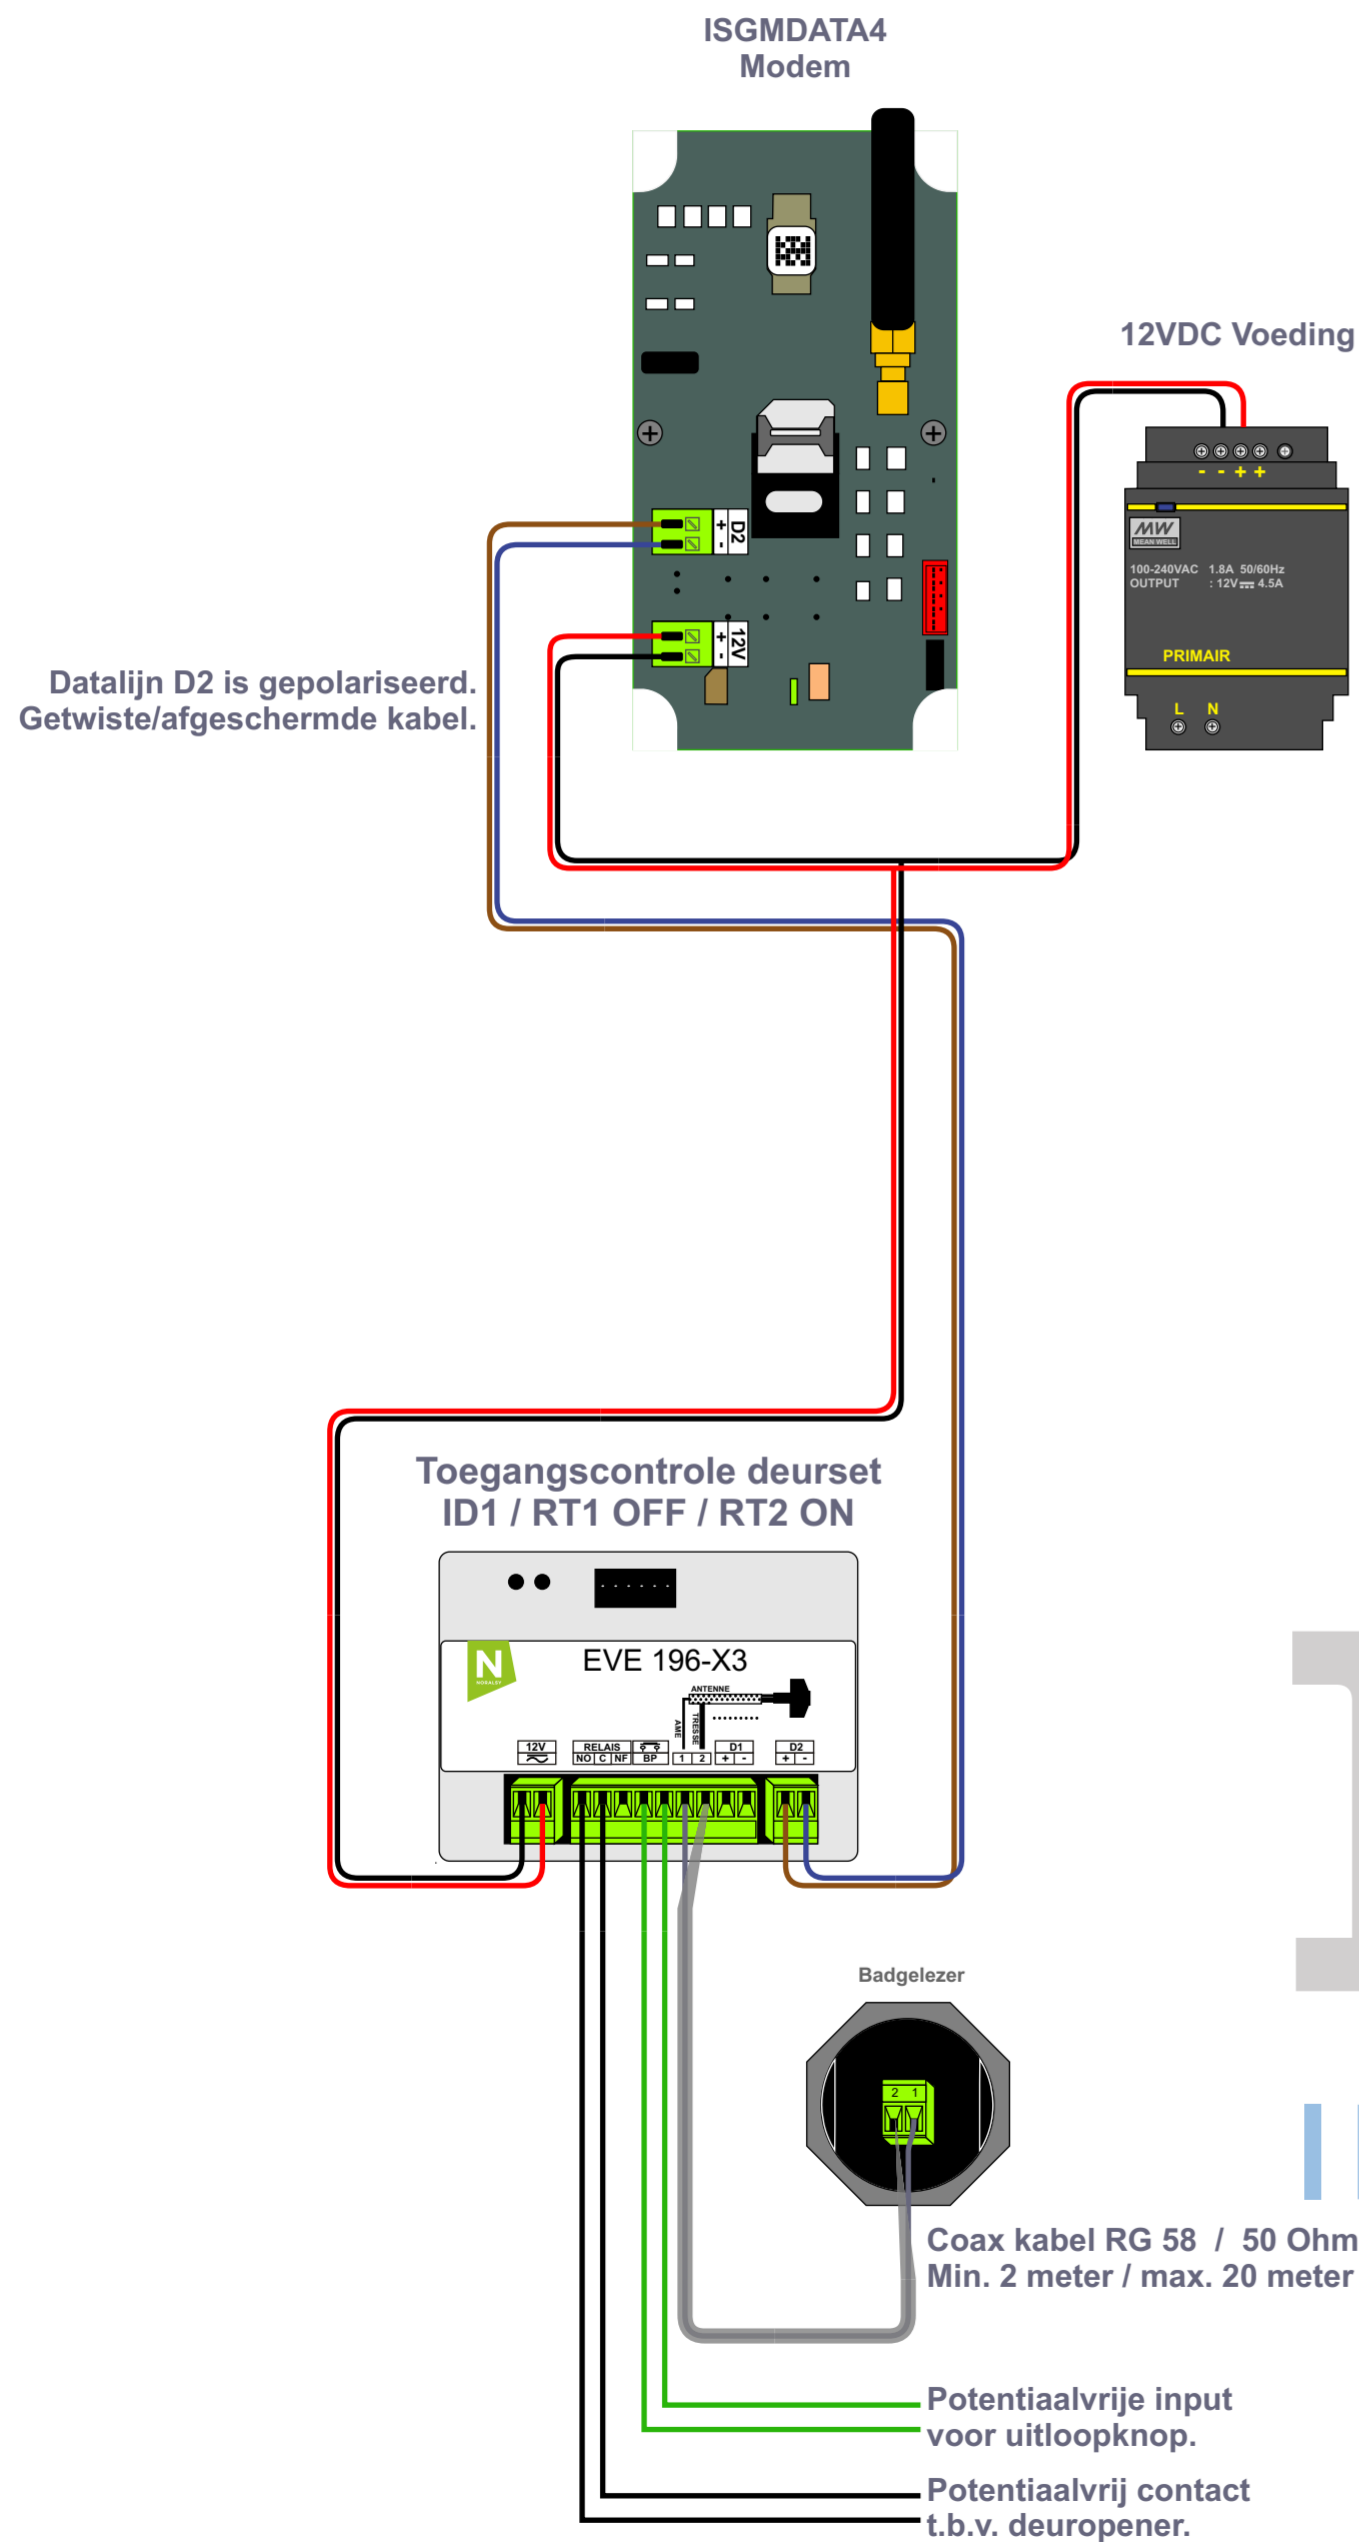 ISGMDATA4
Modem
12VDC Voeding
D2
+
-
12V
+
-
- - + +
MW
MEAN WELL
100-240VAC 1.8A 50/60Hz
OUTPUT : 12V 4.5A
PRIMAIR
L N
Datalijn D2 is gepolariseerd.
Getwiste/afgeschermde kabel.
Toegangscontrole deurset
ID1 / RT1 OFF / RT2 ON
N
NORALSY
EVE 196-X3
ANTENNE
AME
TRESSE
12V RELAIS D1 D2
NO C NF BP 1 2 + - + -
Badgelezer
2 1
Coax kabel RG 58 / 50 Ohm
Min. 2 meter / max. 20 meter
Potentiaalvrije input
voor uitloopknop.
Potentiaalvrij contact
t.b.v. deuropener.